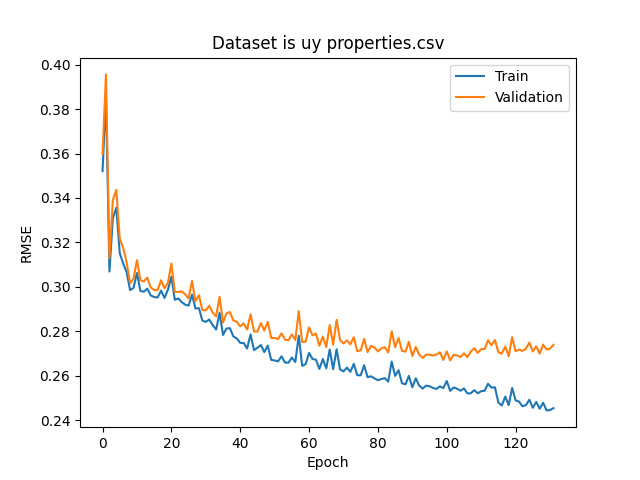 Dataset is uy properties.csv
Train
Validation
RMSE
0.40
0.38
0.36
0.34
0.32
0.30
0.28
0.26
0.24
0 20 40 60 80 100 120
Epoch